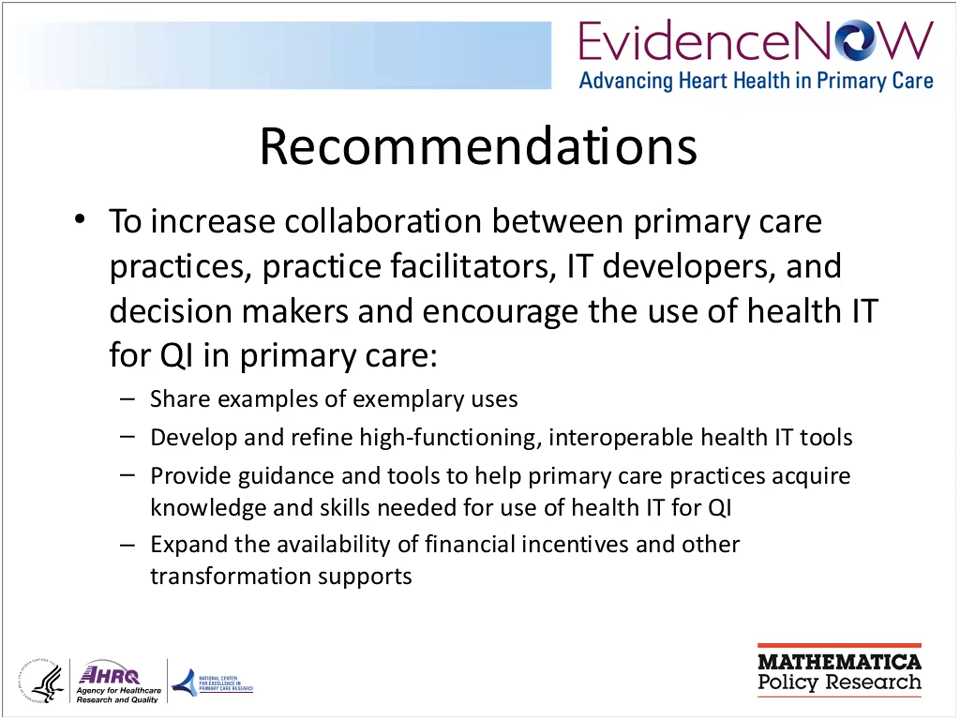 EvidenceNOW
Advancing Heart Health in Primary Care
Recommendations
• To increase collaboration between primary care
practices, practice facilitators, IT developers, and
decision makers and encourage the use of health IT
for QI in primary care:
– Share examples of exemplary uses
– Develop and refine high-functioning, interoperable health IT tools
– Provide guidance and tools to help primary care practices acquire
knowledge and skills needed for use of health IT for QI
– Expand the availability of financial incentives and other
transformation supports
AHRQ
Agency for Healthcare
Research and Quality
NATIONAL CENTER
FOR EXCELLENCE IN
PRIMARY CARE RESEARCH
MATHEMATICA
Policy Research